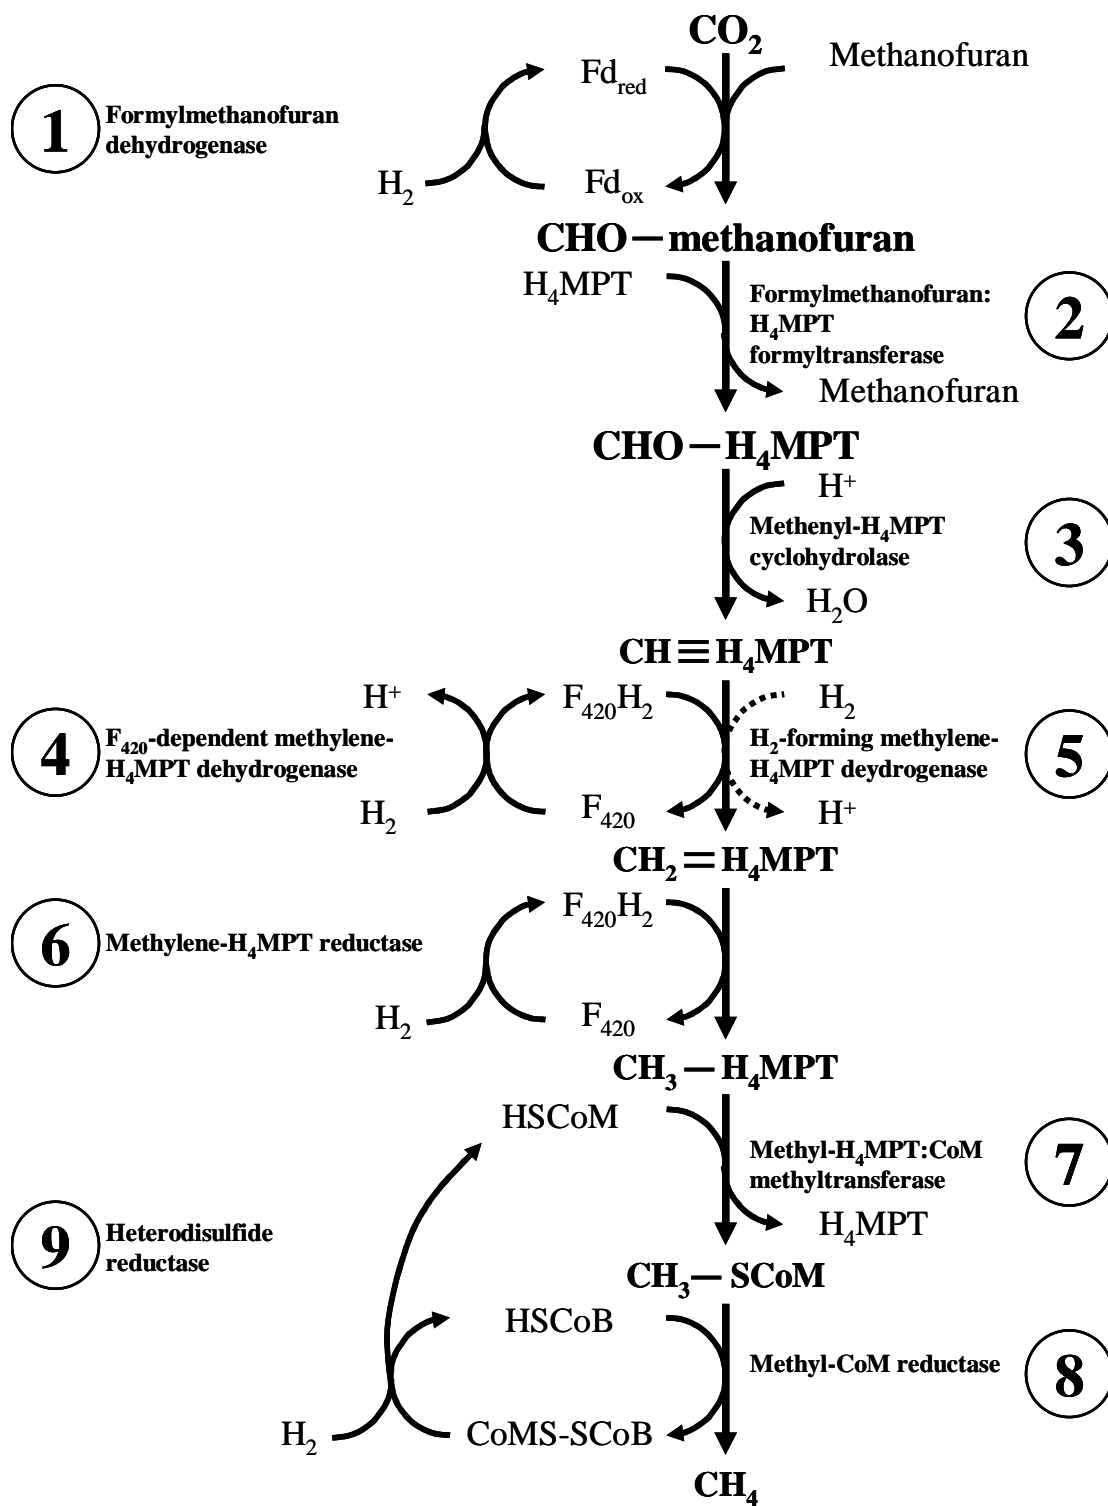 CO₂
Methanofuran
Fd_red
1
Formylmethanofuran
dehydrogenase
H₂
Fd_ox
CHO — methanofuran
H₄MPT
Formylmethanofuran:
H₄MPT
formyltransferase
2
Methanofuran
CHO — H₄MPT
H⁺
Methenyl-H₄MPT
cyclohydrolase
3
H₂O
CH ≡ H₄MPT
H⁺
F₄₂₀H₂
H₂
4
F₄₂₀-dependent methylene-
H₄MPT dehydrogenase
H₂-forming methylene-
H₄MPT deydrogenase
5
H₂
F₄₂₀
H⁺
CH₂ = H₄MPT
F₄₂₀H₂
6
Methylene-H₄MPT reductase
H₂
F₄₂₀
CH₃ — H₄MPT
HSCoM
Methyl-H₄MPT:CoM
methyltransferase
7
H₄MPT
9
Heterodisulfide
reductase
CH₃ — SCoM
HSCoB
Methyl-CoM reductase
8
H₂
CoMS-SCoB
CH₄